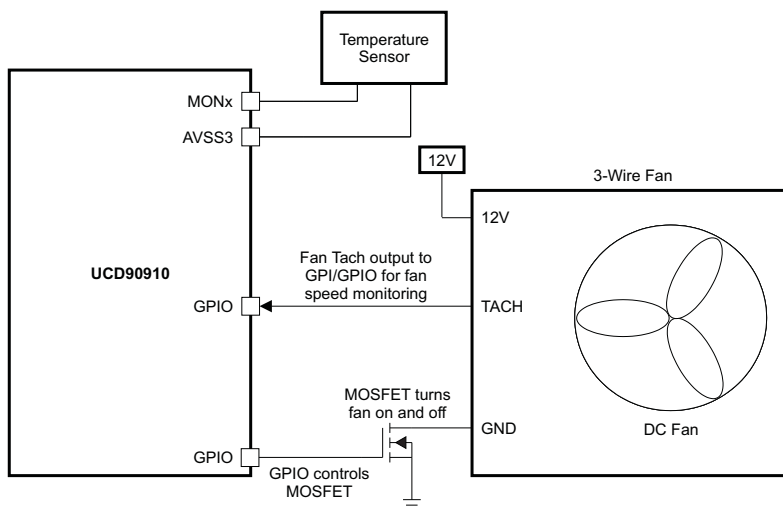 Temperature
Sensor
MONx
AVSS3
12V
3-Wire Fan
12V
UCD90910
Fan Tach output to
GPI/GPIO for fan
speed monitoring
GPIO
TACH
MOSFET turns
fan on and off
GND
DC Fan
GPIO
GPIO controls
MOSFET